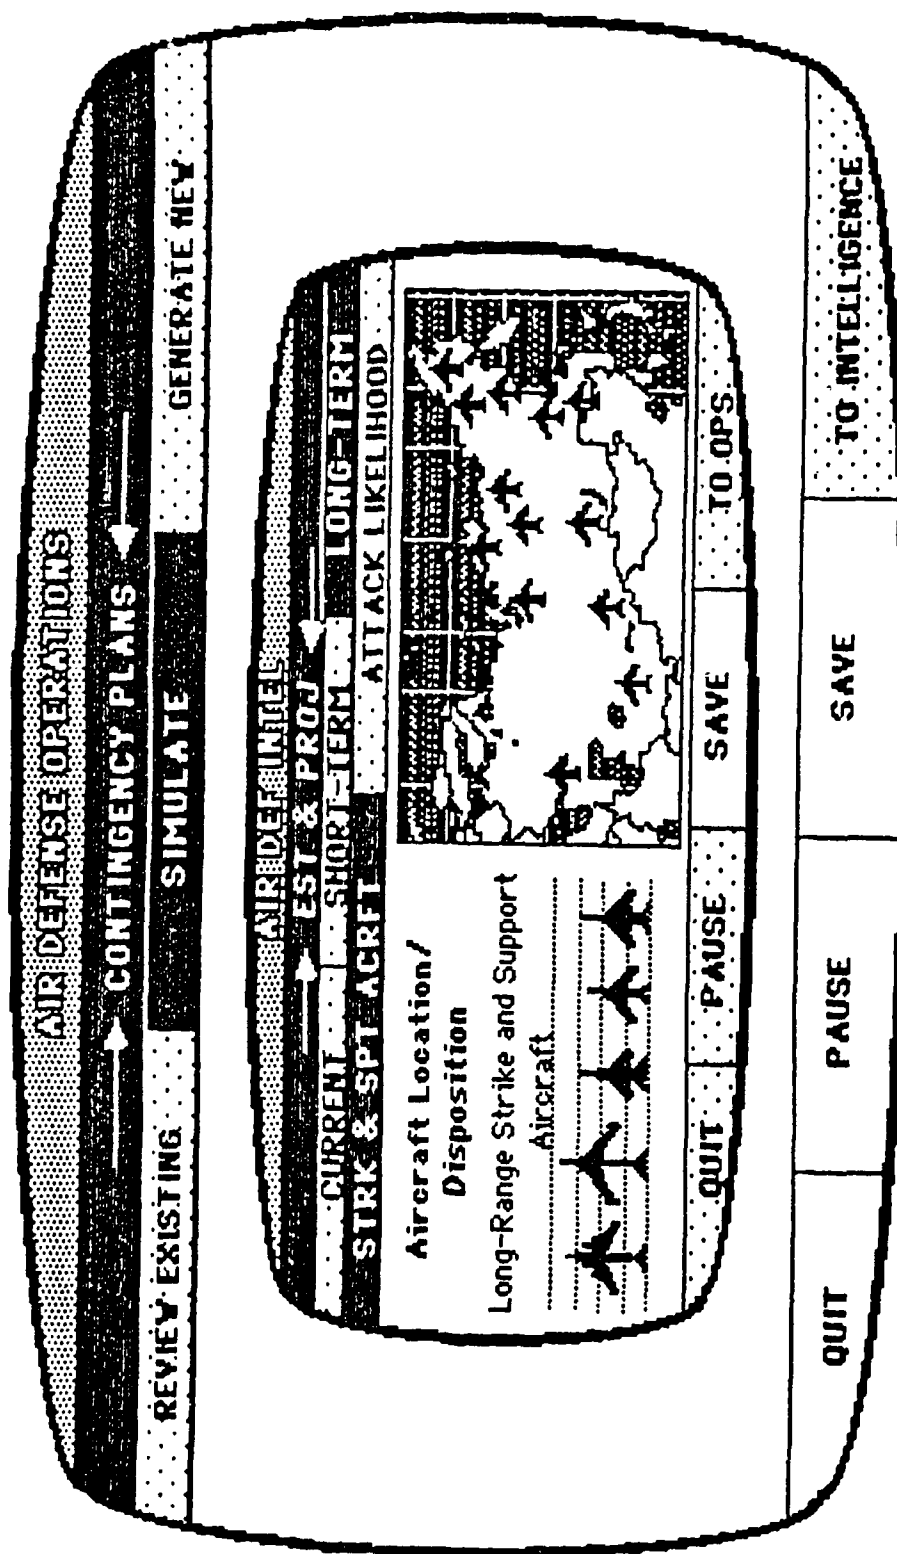 AIR DEFENSE OPERATIONS
CONTINGENCY PLANS
REVIEW EXISTING SIMULATE GENERATE NEW
AIR DEF INTEL
EST & PROJ
CURRENT SHORT-TERM LONG-TERM
STRK & SPT ACRFT ATTACK LIKELIHOOD
Aircraft Location/
Disposition
Long-Range Strike and Support
Aircraft
QUIT PAUSE SAVE TO OPS
QUIT PAUSE SAVE TO INTELLIGENCE